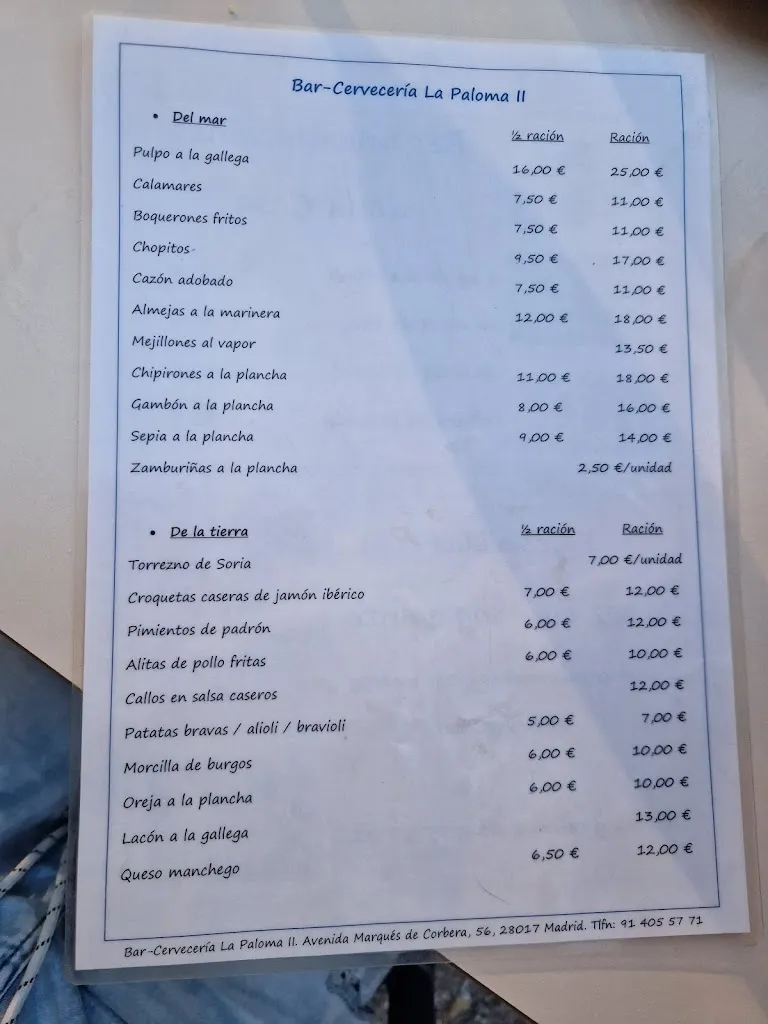 Bar-Cervecería La Paloma II
• Del mar ½ ración Ración
Pulpo a la gallega 16,00 € 25,00 €
Calamares 7,50 € 11,00 €
Boquerones fritos 7,50 € 11,00 €
Chopitos 9,50 € 17,00 €
Cazón adobado 7,50 € 11,00 €
Almejas a la marinera 12,00 € 18,00 €
Mejillones al vapor 13,50 €
Chipirones a la plancha 11,00 € 18,00 €
Gambón a la plancha 8,00 € 16,00 €
Sepia a la plancha 9,00 € 14,00 €
Zamburiñas a la plancha 2,50 €/unidad
• De la tierra ½ ración Ración
Torrezno de Soria 7,00 €/unidad
Croquetas caseras de jamón ibérico 7,00 € 12,00 €
Pimientos de padrón 6,00 € 12,00 €
Alitas de pollo fritas 6,00 € 10,00 €
Callos en salsa caseros 12,00 €
Patatas bravas / alioli / bravioli 5,00 € 7,00 €
Morcilla de burgos 6,00 € 10,00 €
Oreja a la plancha 6,00 € 10,00 €
Lacón a la gallega 13,00 €
Queso manchego 6,50 € 12,00 €
Bar-Cervecería La Paloma II. Avenida Marqués de Corbera, 56, 28017 Madrid. Tlfn: 91 405 57 71